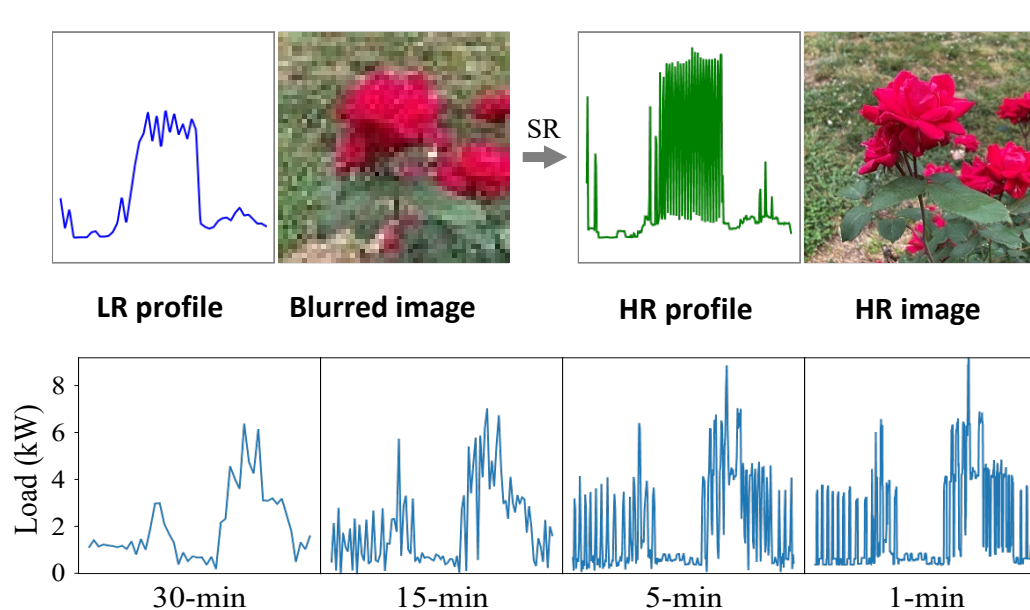 SR
LR profile
Blurred image
HR profile
HR image
Load (kW)
8
6
4
2
0
30-min
15-min
5-min
1-min